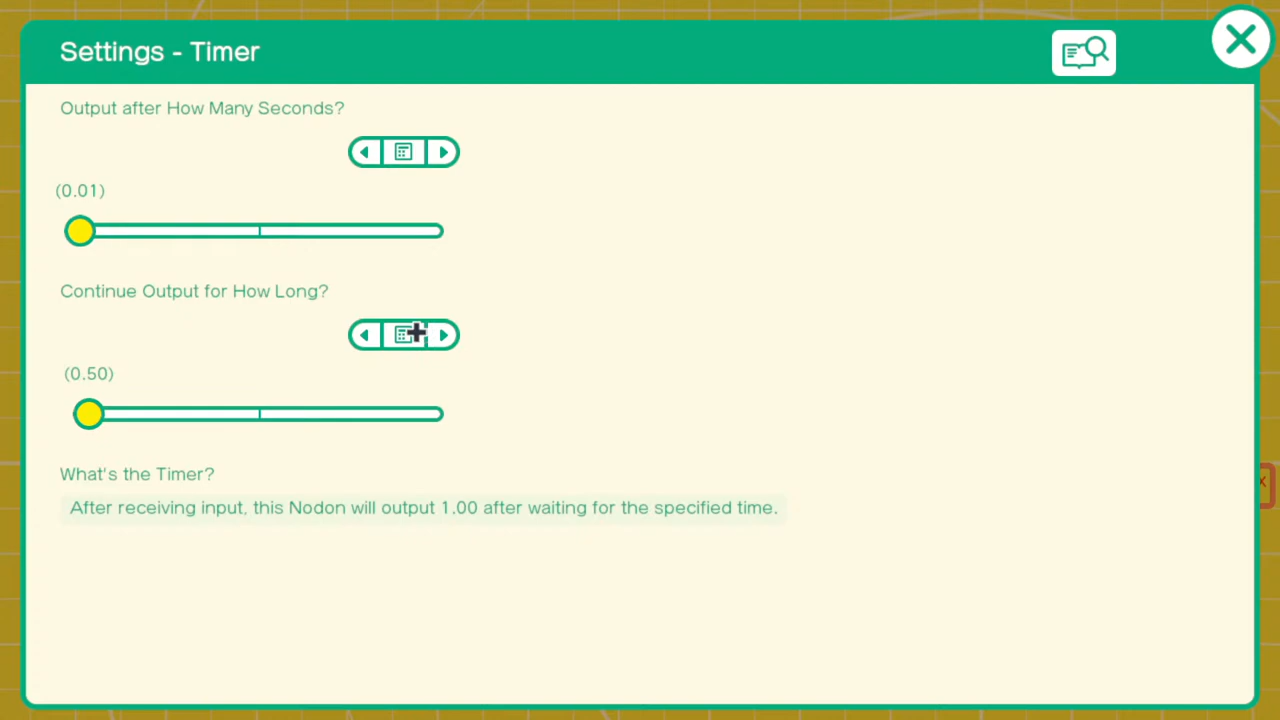 Settings - Timer
Output after How Many Seconds?
(0.01)
Continue Output for How Long?
(0.50)
What's the Timer?
After receiving input, this Nodon will output 1.00 after waiting for the specified time.